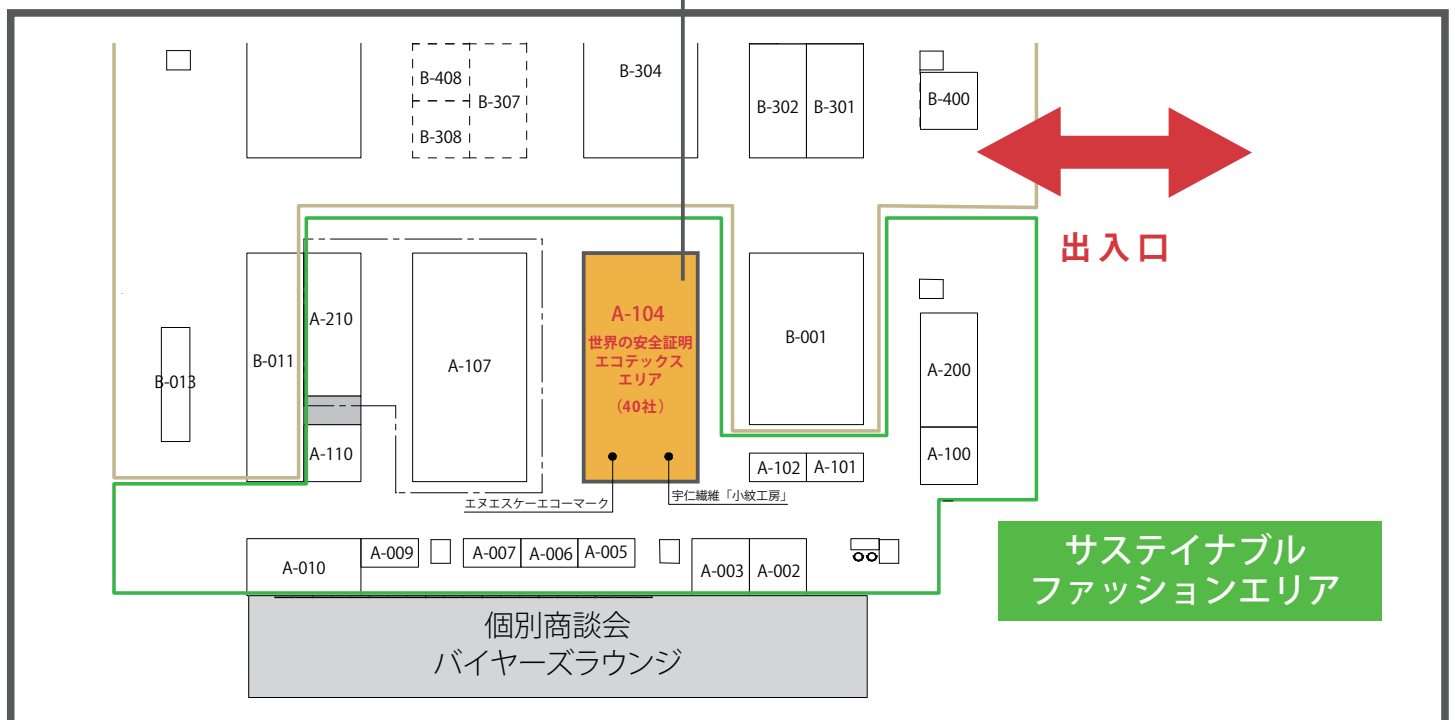 B-408
B-307
B-308
B-304
B-302
B-301
B-400
出入口
B-013
B-011
A-210
A-110
A-107
A-104
世界の安全証明
エコテックス
エリア
（40社）
B-001
A-200
A-100
A-102
A-101
エヌエスケーエコーマーク
宇仁繊維「小紋工房」
A-010
A-009
A-007
A-006
A-005
A-003
A-002
サステイナブル
ファッションエリア
個別商談会
バイヤーズラウンジ